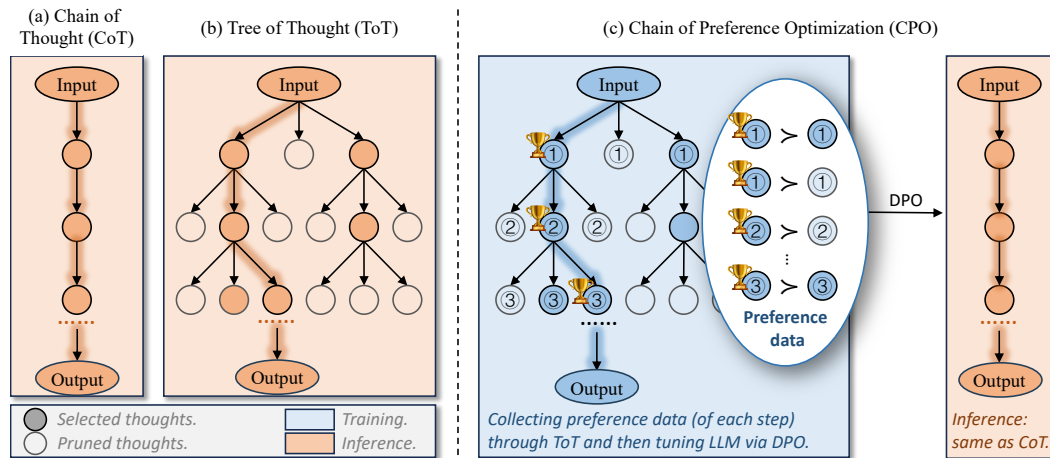 (a) Chain of
Thought (CoT)
Input
Output
(b) Tree of Thought (ToT)
Input
Output
Selected thoughts.
Pruned thoughts.
Training.
Inference.
(c) Chain of Preference Optimization (CPO)
Input
① ① ①
② ② ②
③ ③ ③
Output
① ≻ ①
① ≻ ①
② ≻ ②
...
③ ≻ ③
Preference
data
Collecting preference data (of each step)
through ToT and then tuning LLM via DPO.
DPO
Input
Output
Inference:
same as CoT.